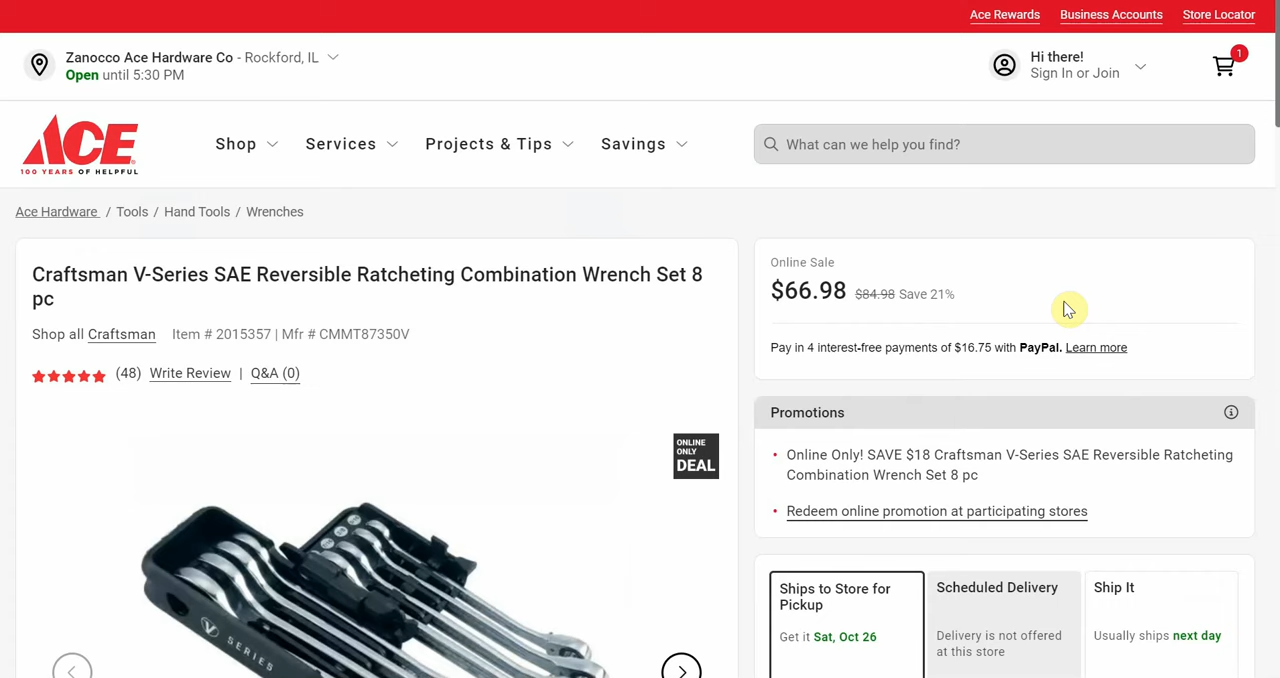 Ace Rewards
Business Accounts
Store Locator
Zanocco Ace Hardware Co - Rockford, IL
Open until 5:30 PM
Hi there!
Sign In or Join
1
ACE
100 YEARS OF HELPFUL
Shop
Services
Projects & Tips
Savings
What can we help you find?
Ace Hardware / Tools / Hand Tools / Wrenches
Craftsman V-Series SAE Reversible Ratcheting Combination Wrench Set 8
pc
Shop all Craftsman Item # 2015357 | Mfr # CMMT87350V
(48) Write Review | Q&A (0)
ONLINE
ONLY
DEAL
V SERIES
Online Sale
$66.98 $84.98 Save 21%
Pay in 4 interest-free payments of $16.75 with PayPal. Learn more
Promotions
• Online Only! SAVE $18 Craftsman V-Series SAE Reversible Ratcheting
Combination Wrench Set 8 pc
• Redeem online promotion at participating stores
Ships to Store for
Pickup
Get it Sat, Oct 26
Scheduled Delivery
Delivery is not offered
at this store
Ship It
Usually ships next day